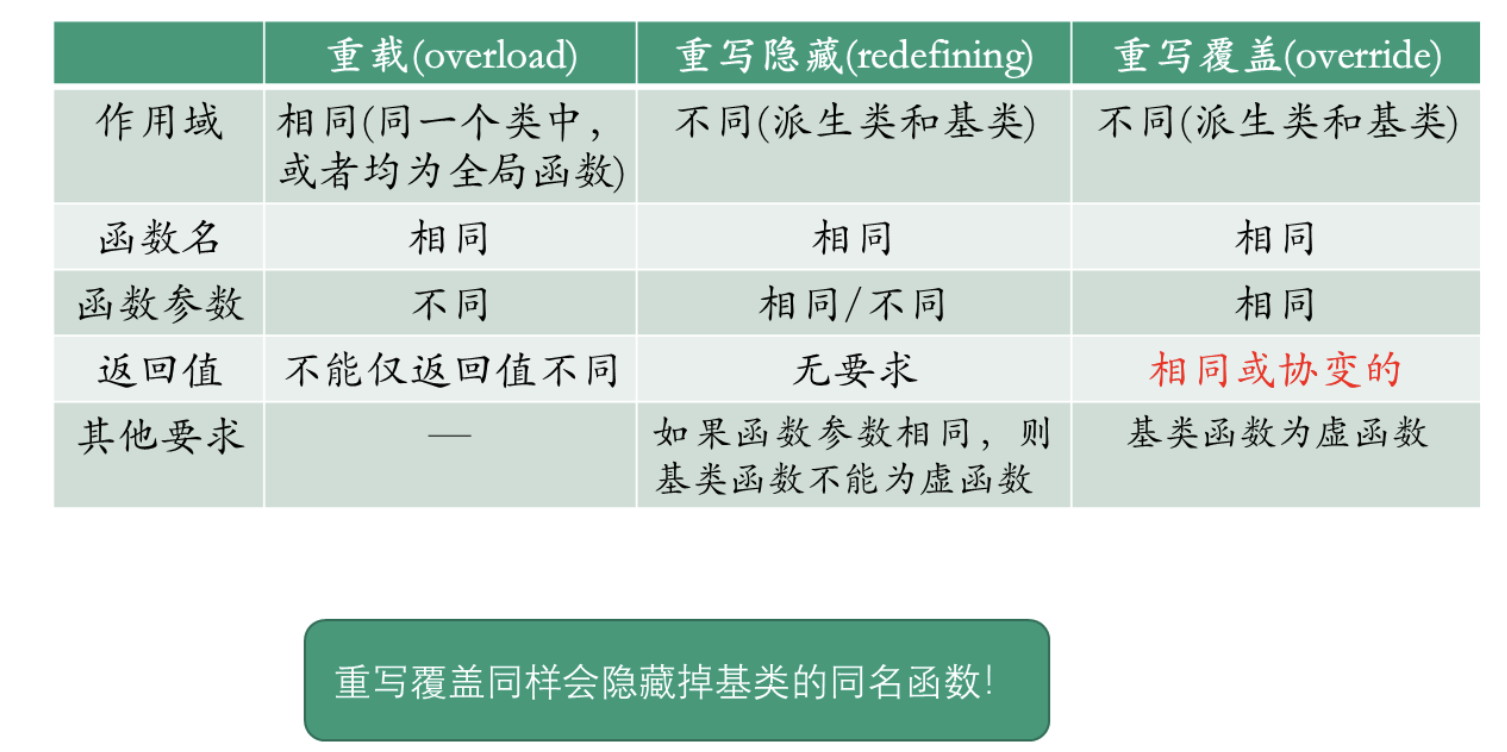 重载(overload) 重写隐藏(redefining) 重写覆盖(override)
作用域 相同(同一个类中， 不同(派生类和基类) 不同(派生类和基类)
或者均为全局函数)
函数名 相同 相同 相同
函数参数 不同 相同/不同 相同
返回值 不能仅返回值不同 无要求 相同或协变的
其他要求 — 如果函数参数相同，则 基类函数为虚函数
基类函数不能为虚函数
重写覆盖同样会隐藏掉基类的同名函数！